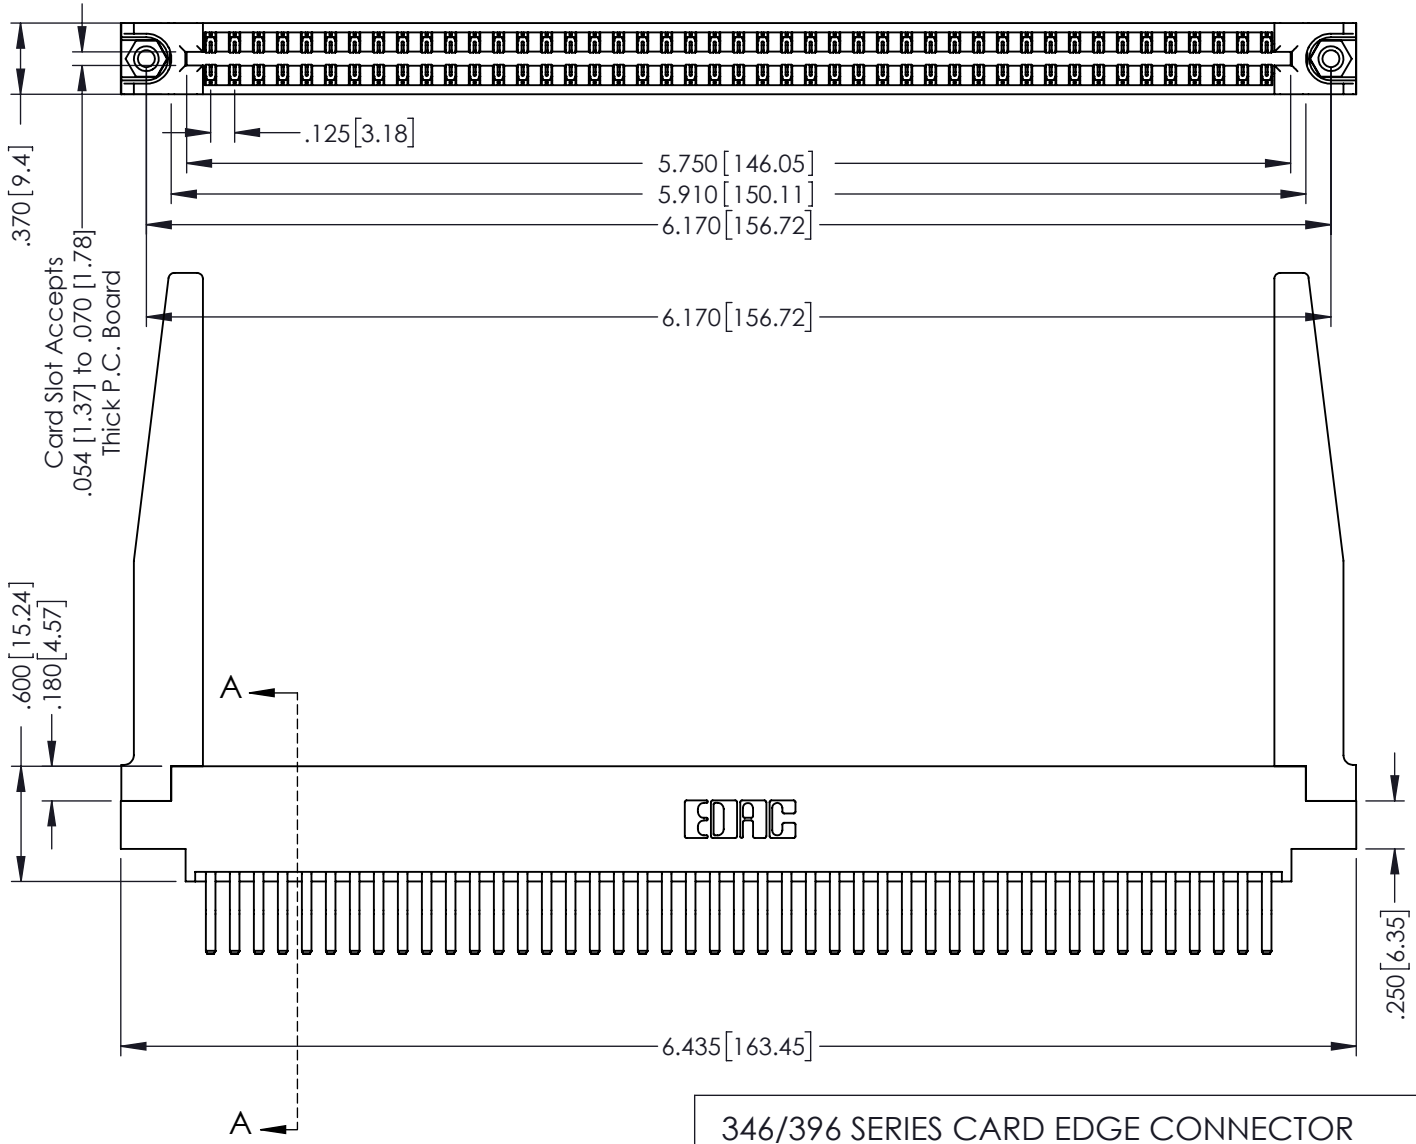 .125[3.18]
5.750[146.05]
5.910[150.11]
6.170[156.72]
.370[9.4]
Card Slot Accepts
.054 [1.37] to .070 [1.78]
Thick P.C. Board
6.170[156.72]
.600[15.24]
.180[4.57]
A
EDAC
.250[6.35]
6.435[163.45]
A
346/396 SERIES CARD EDGE CONNECTOR